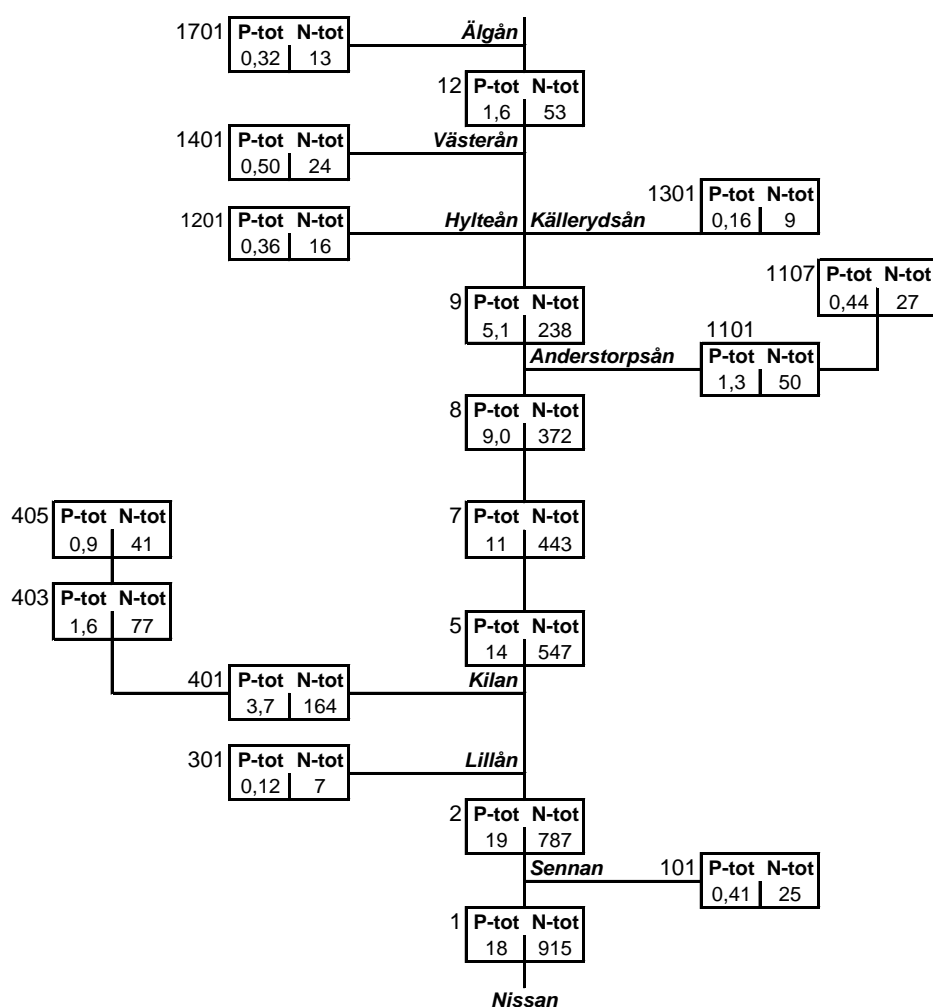 1701 P-tot N-tot Älgån
0,32 13
12 P-tot N-tot
1,6 53
1401 P-tot N-tot Västerån
0,50 24
1301 P-tot N-tot
0,16 9
1201 P-tot N-tot Hylteån Källerydsån
0,36 16
1107 P-tot N-tot
0,44 27
9 P-tot N-tot
5,1 238
1101
Anderstorpsån P-tot N-tot
1,3 50
8 P-tot N-tot
9,0 372
405 P-tot N-tot
0,9 41
7 P-tot N-tot
11 443
403 P-tot N-tot
1,6 77
5 P-tot N-tot
14 547
401 P-tot N-tot Kilan
3,7 164
301 P-tot N-tot Lillån
0,12 7
2 P-tot N-tot
19 787
Sennan 101 P-tot N-tot
0,41 25
1 P-tot N-tot
18 915
Nissan